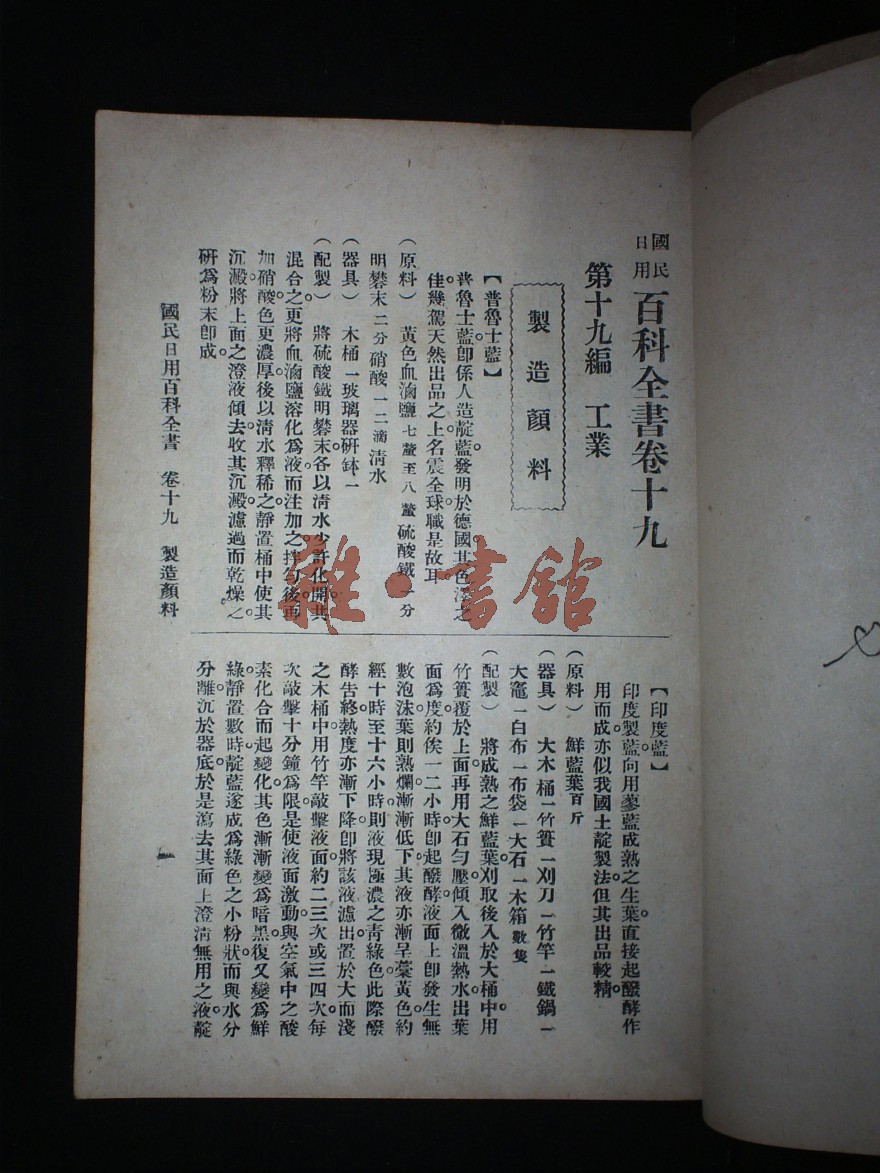 國民日用百科全書卷十九
第十九編　工業
製造顏料
【普魯士藍】
普魯士藍卽係人造靛藍。發明於德國。其色澤之
佳。幾駕天然出品之上。名震全球。職是故耳。
（原料）　黃色血滷鹽七釐至八釐　硫酸鐵一分
明礬末二分　硝酸一二滴　淸水
（器具）　木桶一　玻璃器　硏鉢一
（配製）　將硫酸鐵明礬末各以淸水少許化開。共
混合之。更將血滷鹽溶化爲液。而注加之。拌勻後。再
加硝酸。色更濃厚。後以淸水釋稀之。靜置桶中。使其
沉澱。將上面之澄液傾去。收其沉澱。濾過而乾燥之。
硏爲粉末卽成。
國民日用百科全書　卷十九　製造顏料
【印度藍】
印度製藍。向用蓼藍成熟之生葉。直接起醱酵作
用而成。亦似我國土靛製法。但其出品較精。
（原料）　鮮藍葉百斤
（器具）　大木桶一　竹簀一　刈刀一　竹竿一　鐵鍋一
大竈一　白布一　布袋一　大石一　木箱數隻
（配製）　將成熟之鮮藍葉刈取後。入於大桶中。用
竹簀覆於上面。再用大石勻壓。傾入微溫熱水。出葉
面爲度。約俟一二小時。卽起醱酵。液面上卽發生無
數泡沫。葉則熟爛。漸漸低下。其液亦漸呈藁黃色。約
經十時至十六小時。則液現極濃之靑綠色。此際醱
酵吿終。熱度亦漸下降。卽將該液濾出。置於大而淺
之木桶中。用竹竿敲擊液面。約二三次或三四次。每
次敲擊十分鐘爲限。是使液面激動。與空氣中之酸
素化合而起變化。其色漸漸變爲暗黑。復又變爲鮮
綠。靜置數時。靛藍遂成爲綠色之小粉狀。而與水分
分離。沉於器底。於是瀉去其面上澄淸無用之液。靛
一
雜·書館